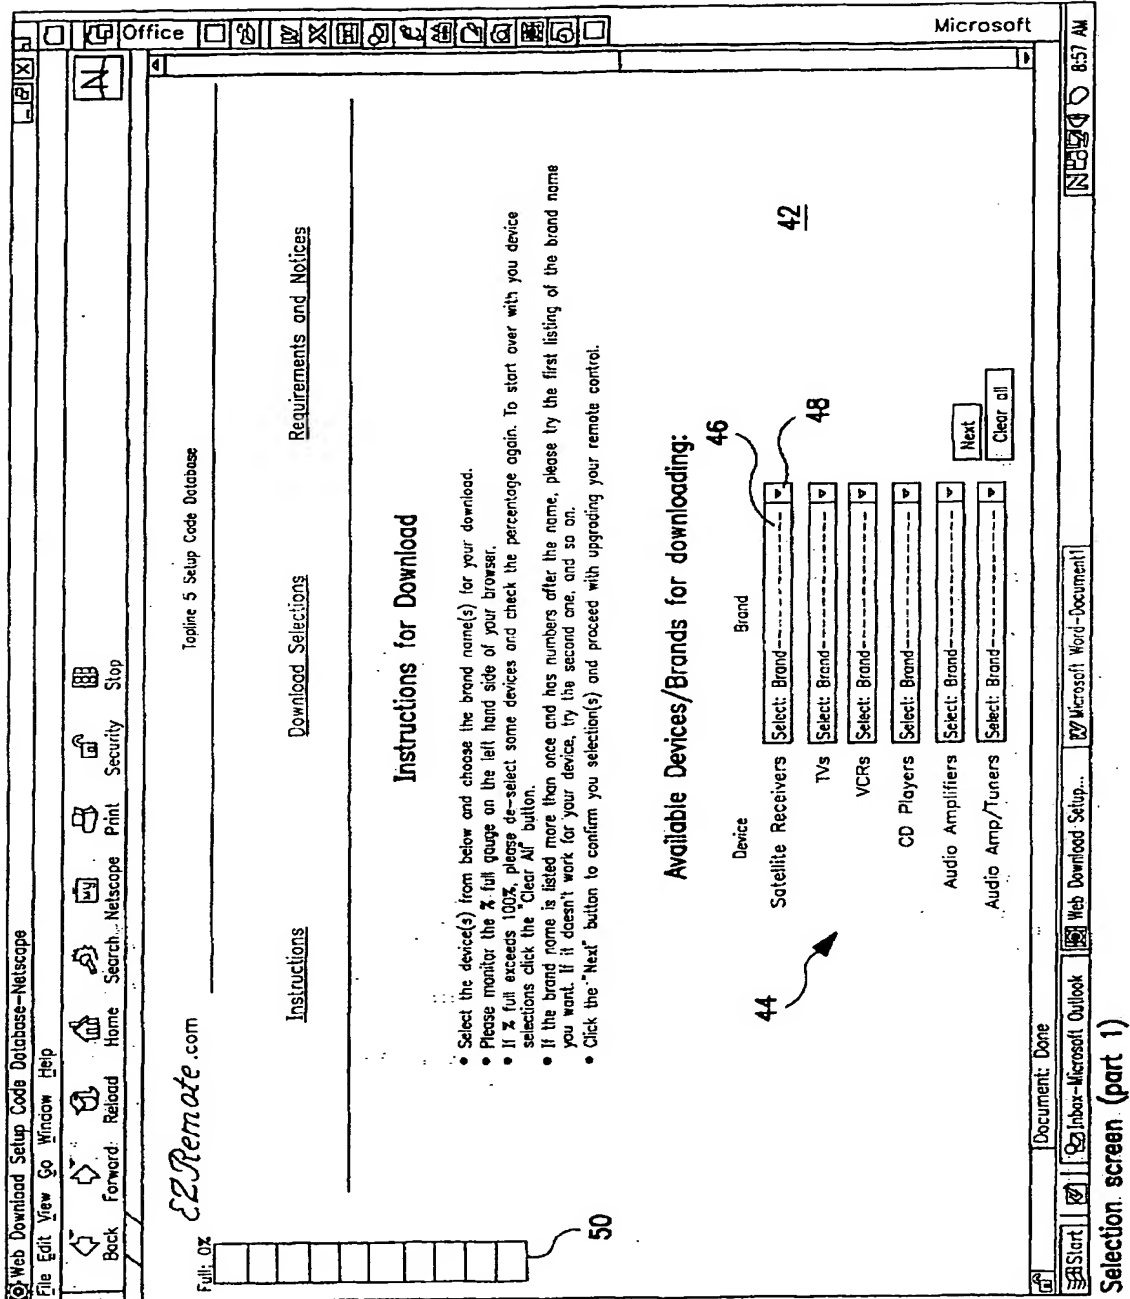 Web Download Setup Code Database-Netscape
File Edit View Go Window Help
Back Forward Reload Home Search Netscape Print Security Stop
Office
Microsoft
Full: 0%
EZRemote.com
Topline 5 Setup Code Database
Instructions Download Selections Requirements and Notices
Instructions for Download
• Select the device(s) from below and choose the brand name(s) for your download.
• Please monitor the % full gauge on the left hand side of your browser.
• If % full exceeds 100%, please de-select some devices and check the percentage again. To start over with you device
selections click the "Clear All" button.
• If the brand name is listed more than once and has numbers after the name, please try the first listing of the brand name
you want. If it doesn't work for your device, try the second one, and so on.
• Click the "Next" button to confirm you selection(s) and proceed with upgrading your remote control.
50
Available Devices/Brands for downloading:
Device Brand
46
Satellite Receivers Select: Brand---------------
48
42
TVs Select: Brand---------------
44
VCRs Select: Brand---------------
CD Players Select: Brand---------------
Audio Amplifiers Select: Brand---------------
Next
Audio Amp/Tuners Select: Brand---------------
Clear all
Document: Done
Start Inbox-Microsoft Outlook Web Download Setup... Microsoft Word-Document1 8:57 AM
Selection screen (part 1)